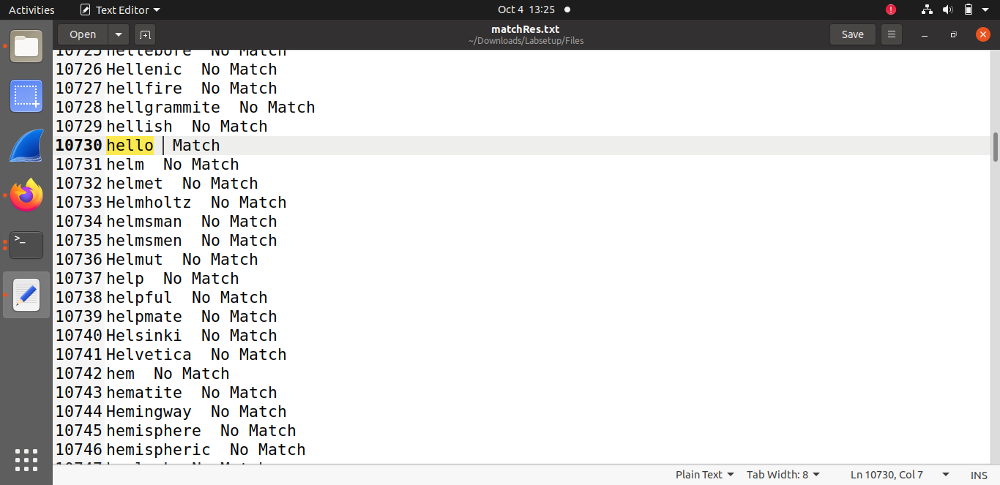 Activities Text Editor Oct 4 13:25
Open matchRes.txt Save
~/Downloads/Labsetup/Files
10725 hellebore No Match
10726 Hellenic No Match
10727 hellfire No Match
10728 hellgrammite No Match
10729 hellish No Match
10730 hello Match
10731 helm No Match
10732 helmet No Match
10733 Helmholtz No Match
10734 helmsman No Match
10735 helmsmen No Match
10736 Helmut No Match
10737 help No Match
10738 helpful No Match
10739 helpmate No Match
10740 Helsinki No Match
10741 Helvetica No Match
10742 hem No Match
10743 hematite No Match
10744 Hemingway No Match
10745 hemisphere No Match
10746 hemispheric No Match
10747 No Match
Plain Text Tab Width: 8 Ln 10730, Col 7 INS